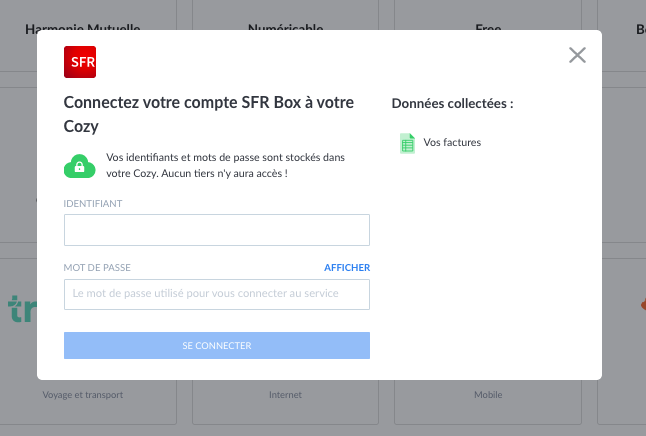 Harmonie Mutuelle
Numéricable
Free
SFR
Connectez votre compte SFR Box à votre
Cozy
Vos identifiants et mots de passe sont stockés dans
votre Cozy. Aucun tiers n'y aura accès !
IDENTIFIANT
MOT DE PASSE
AFFICHER
Le mot de passe utilisé pour vous connecter au service
SE CONNECTER
Données collectées :
Vos factures
Voyage et transport
Internet
Mobile